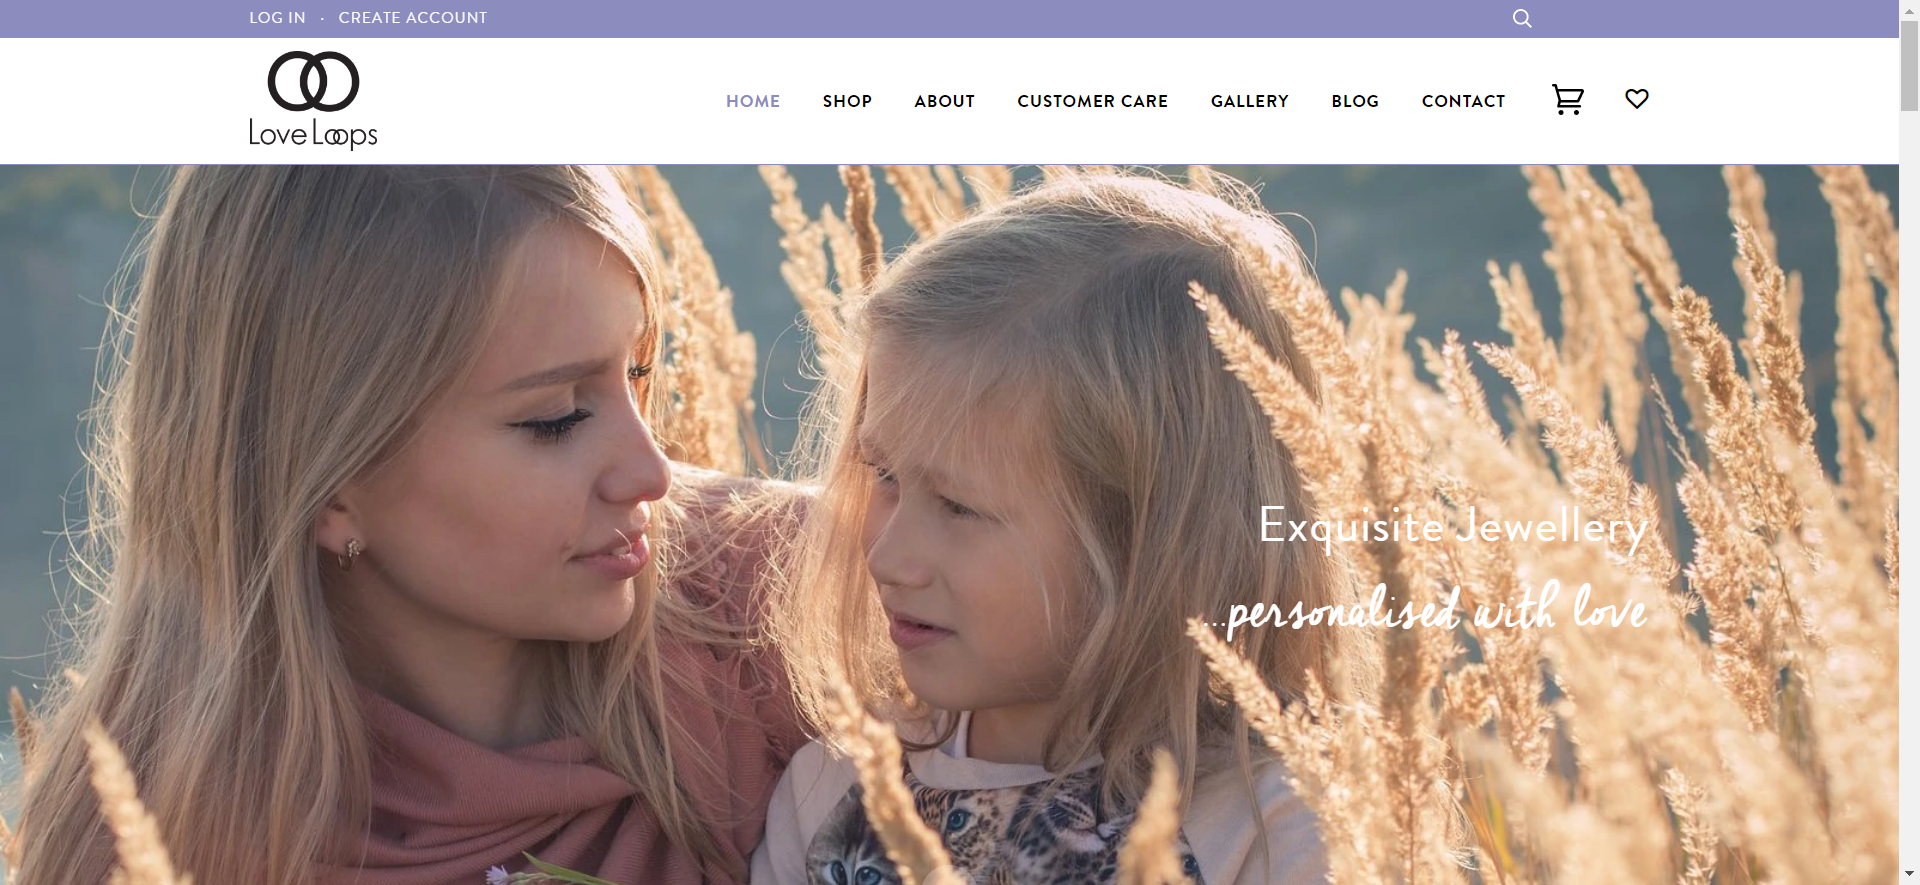 LOG IN · CREATE ACCOUNT
Love Loops
HOME SHOP ABOUT CUSTOMER CARE GALLERY BLOG CONTACT
Exquisite Jewellery
...personalised with love